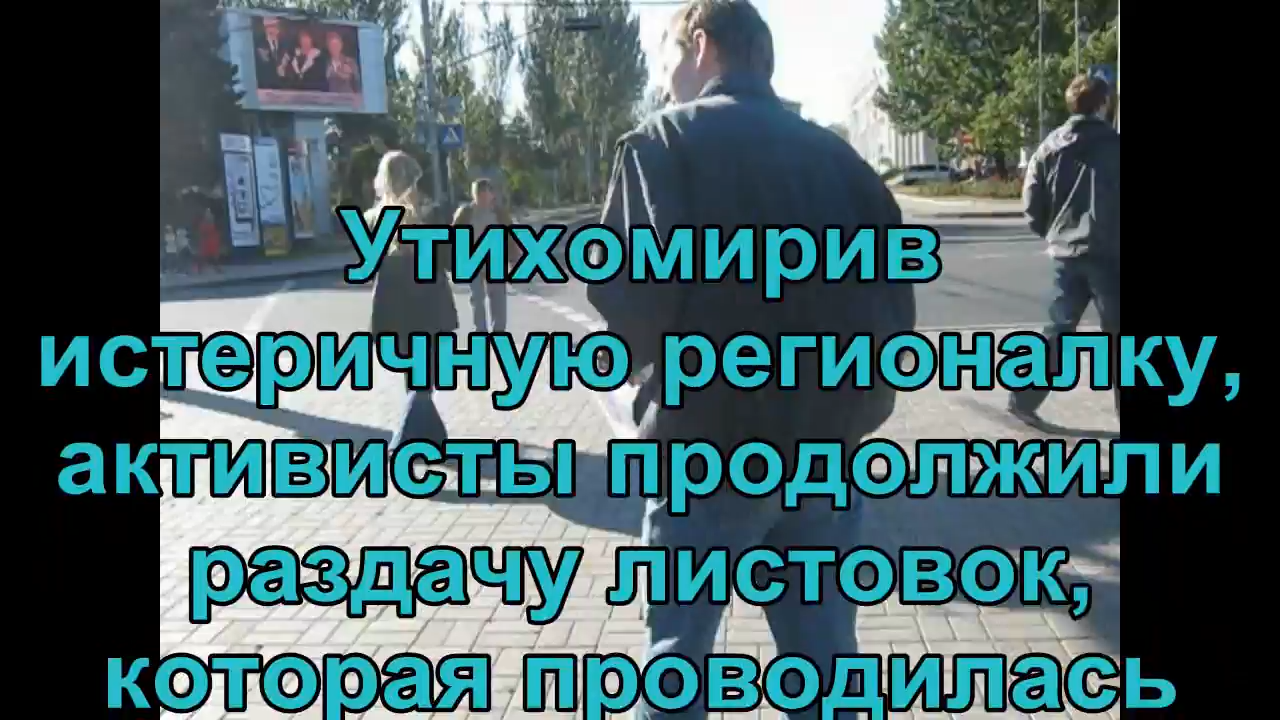 Утихомирив
истеричную регионалку,
активисты продолжили
раздачу листовок,
которая проводилась